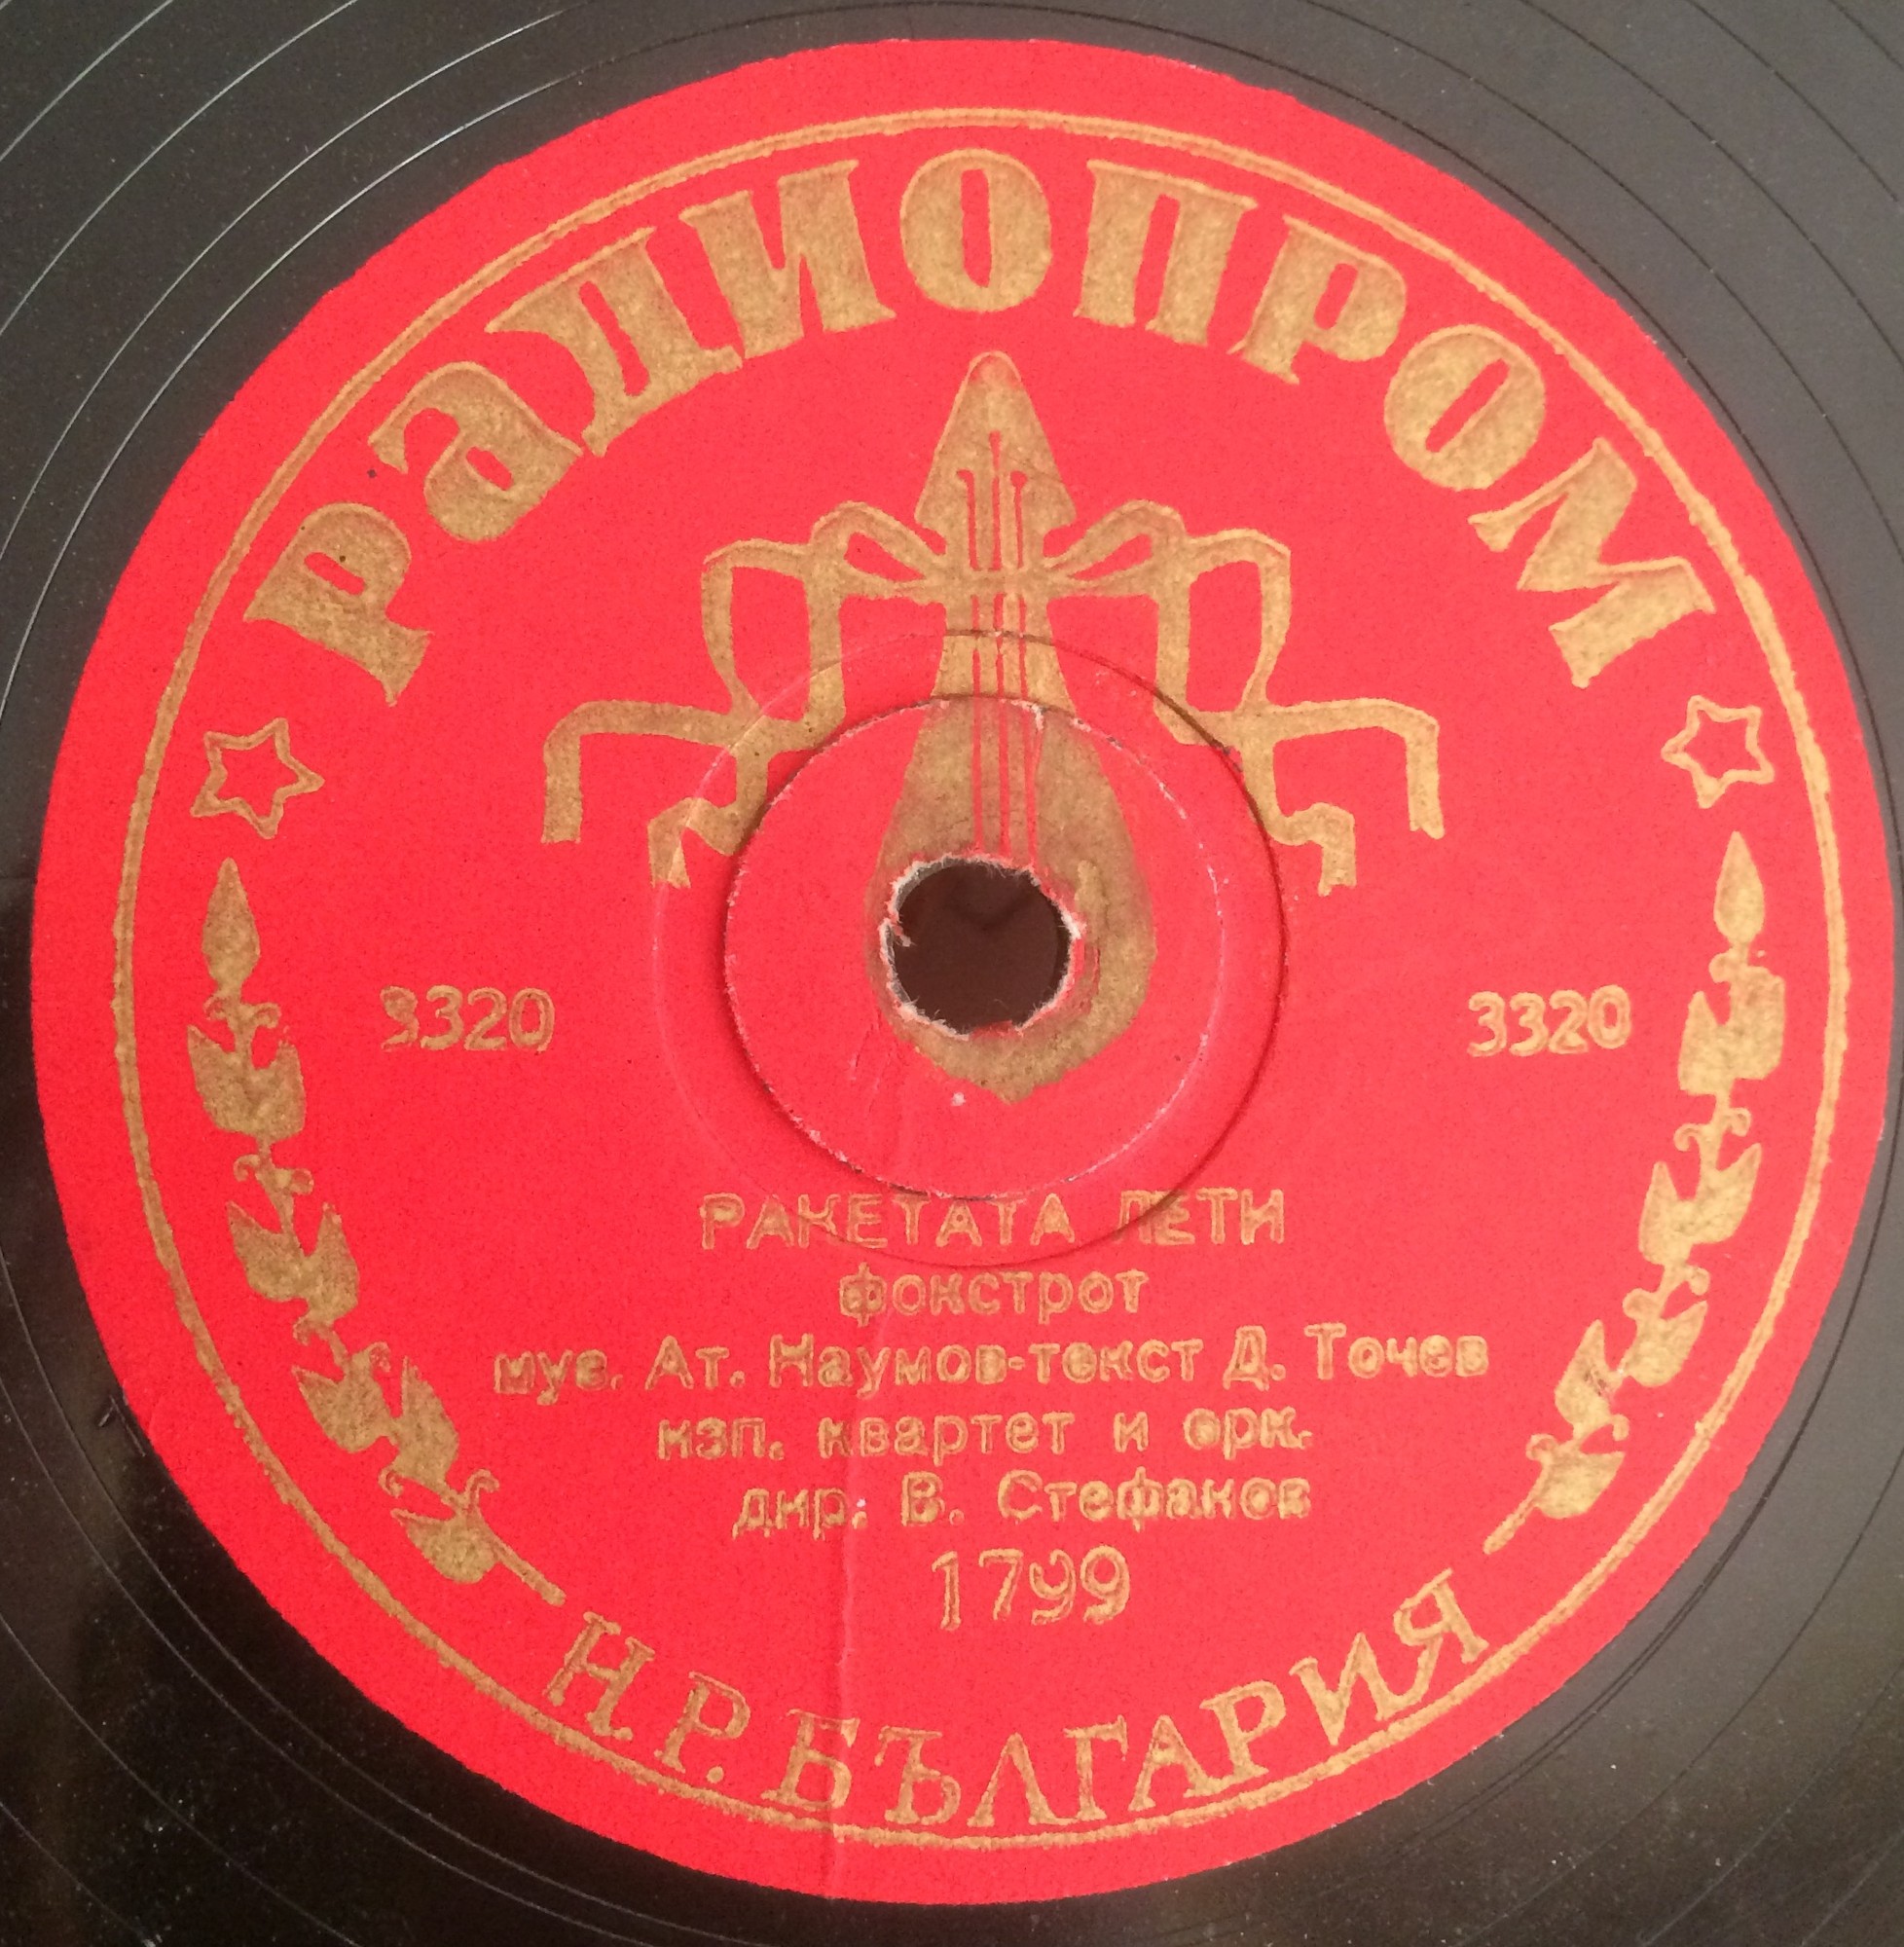 РАДИОПРОМ
3320 3320
РАКЕТАТА ЛЕТИ
фокстрот
муз. Ат. Наумов-текст Д. Точев
изп. квартет и орк.
дир. В. Стефанов
1799
Н.Р. БЪЛГАРИЯ